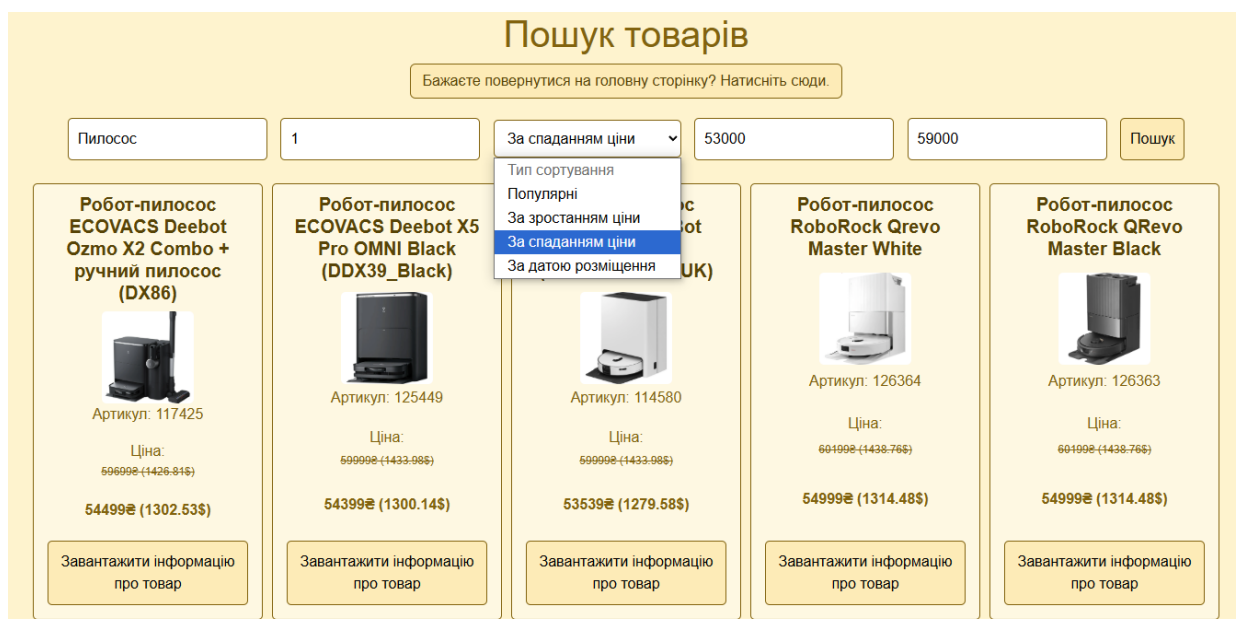 Пошук товарів
Бажаєте повернутися на головну сторінку? Натисніть сюди.
Пилосос
1
За спаданням ціни
53000
59000
Пошук
Тип сортування
Популярні
За зростанням ціни
За спаданням ціни
За датою розміщення
Робот-пилосос
ECOVACS Deebot
Ozmo X2 Combo +
ручний пилосос
(DX86)
Артикул: 117425
Ціна:
59699₴ (1426.81$)
54499₴ (1302.53$)
Завантажити інформацію
про товар
Робот-пилосос
ECOVACS Deebot X5
Pro OMNI Black
(DDX39_Black)
Артикул: 125449
Ціна:
59999₴ (1433.98$)
54399₴ (1300.14$)
Завантажити інформацію
про товар
UK)
Артикул: 114580
Ціна:
59999₴ (1433.98$)
53539₴ (1279.58$)
Завантажити інформацію
про товар
Робот-пилосос
RoboRock Qrevo
Master White
Артикул: 126364
Ціна:
60199₴ (1438.76$)
54999₴ (1314.48$)
Завантажити інформацію
про товар
Робот-пилосос
RoboRock QRevo
Master Black
Артикул: 126363
Ціна:
60199₴ (1438.76$)
54999₴ (1314.48$)
Завантажити інформацію
про товар